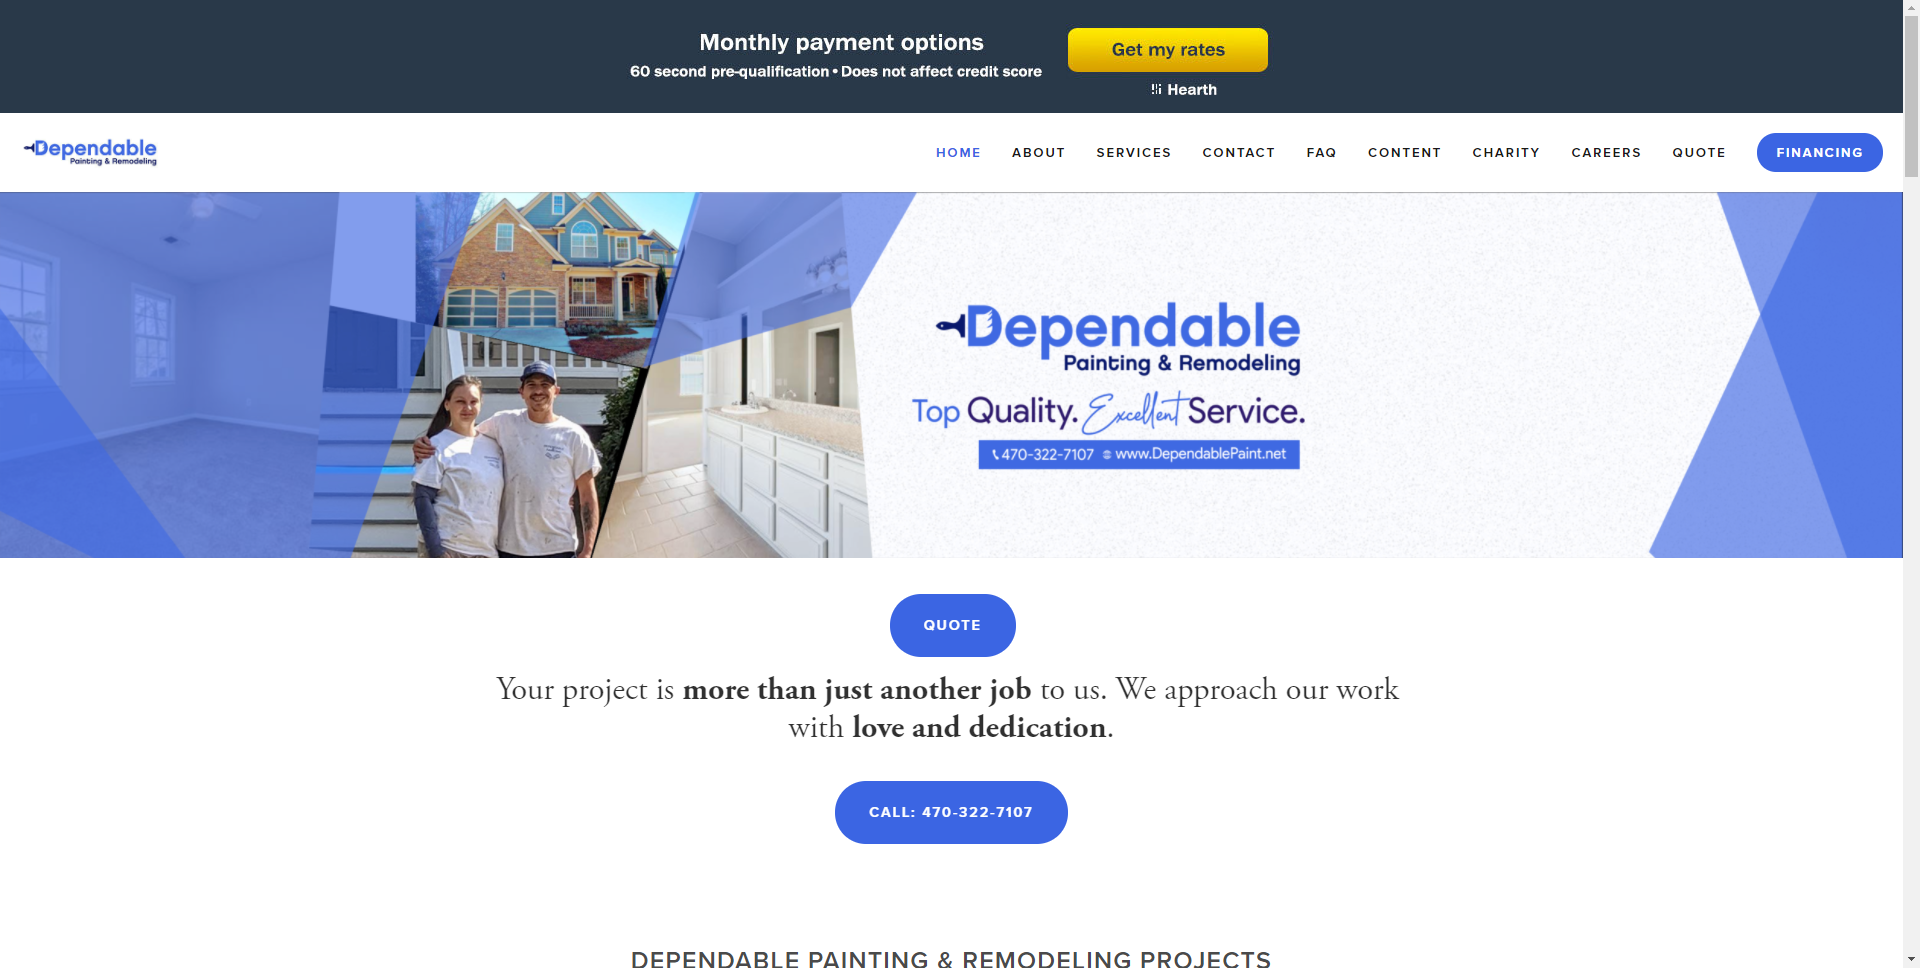 Monthly payment options
60 second pre-qualification • Does not affect credit score
Get my rates
Hearth
Dependable
Painting & Remodeling
HOME ABOUT SERVICES CONTACT FAQ CONTENT CHARITY CAREERS QUOTE FINANCING
Dependable
Painting & Remodeling
Top Quality. Excellent Service.
470-322-7107 www.DependablePaint.net
QUOTE
Your project is more than just another job to us. We approach our work
with love and dedication.
CALL: 470-322-7107
DEPENDABLE PAINTING & REMODELING PROJECTS